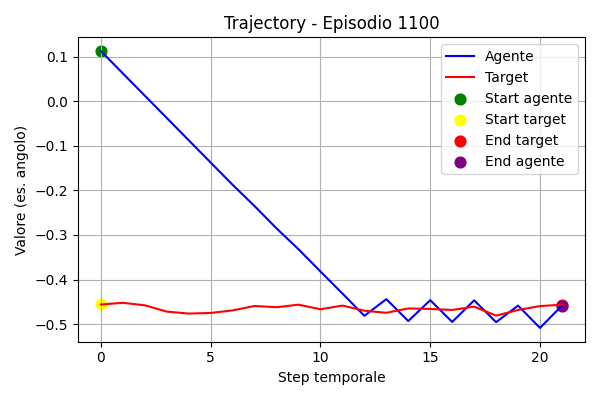 Trajectory - Episodio 1100
Valore (es. angolo)
0.1
0.0
−0.1
−0.2
−0.3
−0.4
−0.5
Agente
Target
Start agente
Start target
End target
End agente
0 5 10 15 20
Step temporale